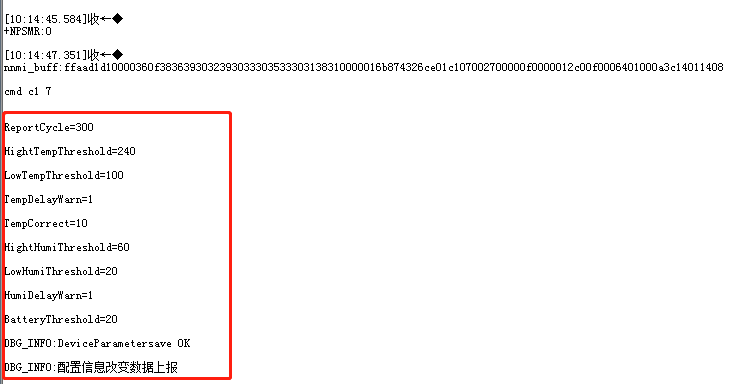 [10:14:45.584]收←◆
+NPSMR:0
[10:14:47.351]收←◆
nnmi_buff:ffaad1d10000360f383639303239303330353330313831000001 6b874326ce01c107002700000f0000012c00f0006401000a3c14011408
cmd c1 7
ReportCycle=300
HightTempThreshold=240
LowTempThreshold=100
TempDelayWarn=1
TempCorrect=10
HightHumiThreshold=60
LowHumiThreshold=20
HumiDelayWarn=1
BatteryThreshold=20
DBG_INFO:DeviceParametersave OK
DBG_INFO:配置信息改变数据上报